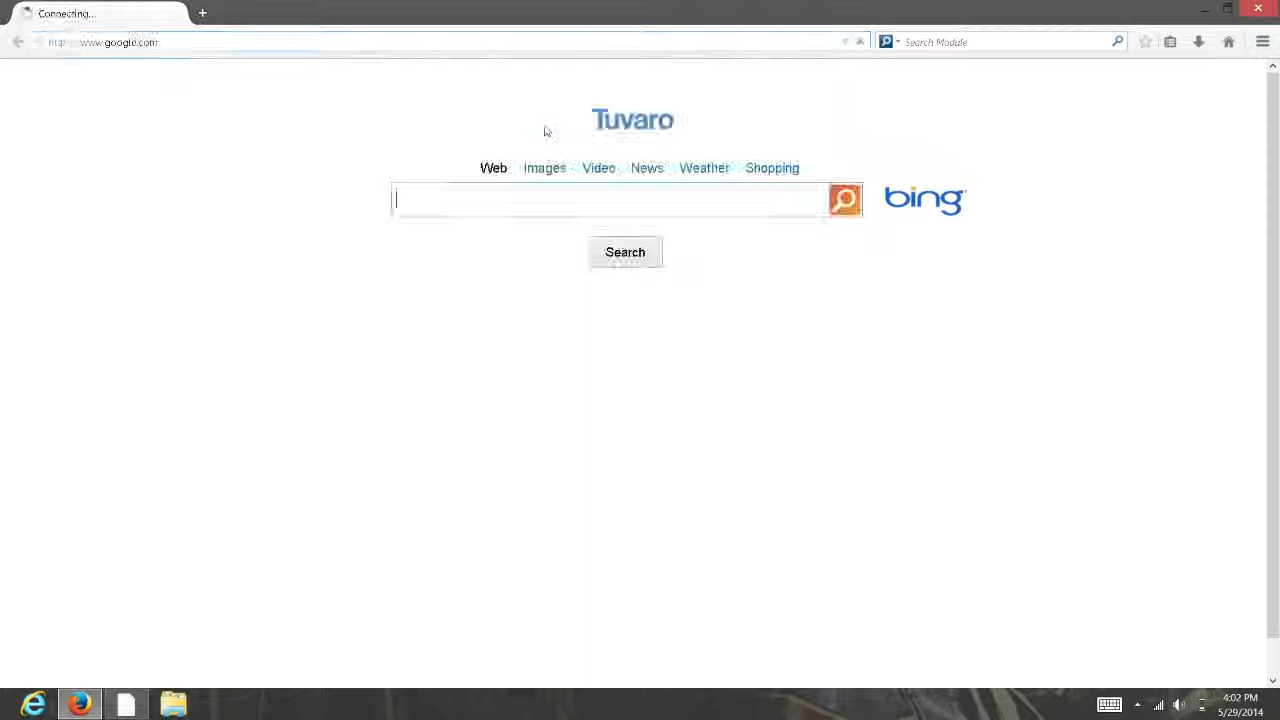 Connecting...
www.google.com
Search Module
Tuvaro
Web Images Video News Weather Shopping
bing
Search
4:02 PM
5/29/2014